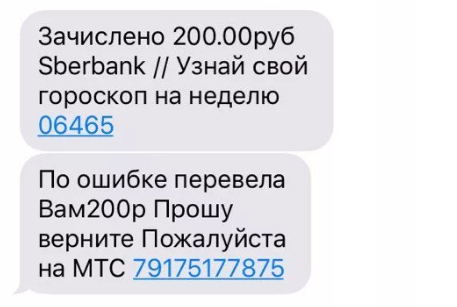 Зачислено 200.00руб
Sberbank // Узнай свой
гороскоп на неделю
06465
По ошибке перевела
Вам200р Прошу
верните Пожалуйста
на МТС 79175177875